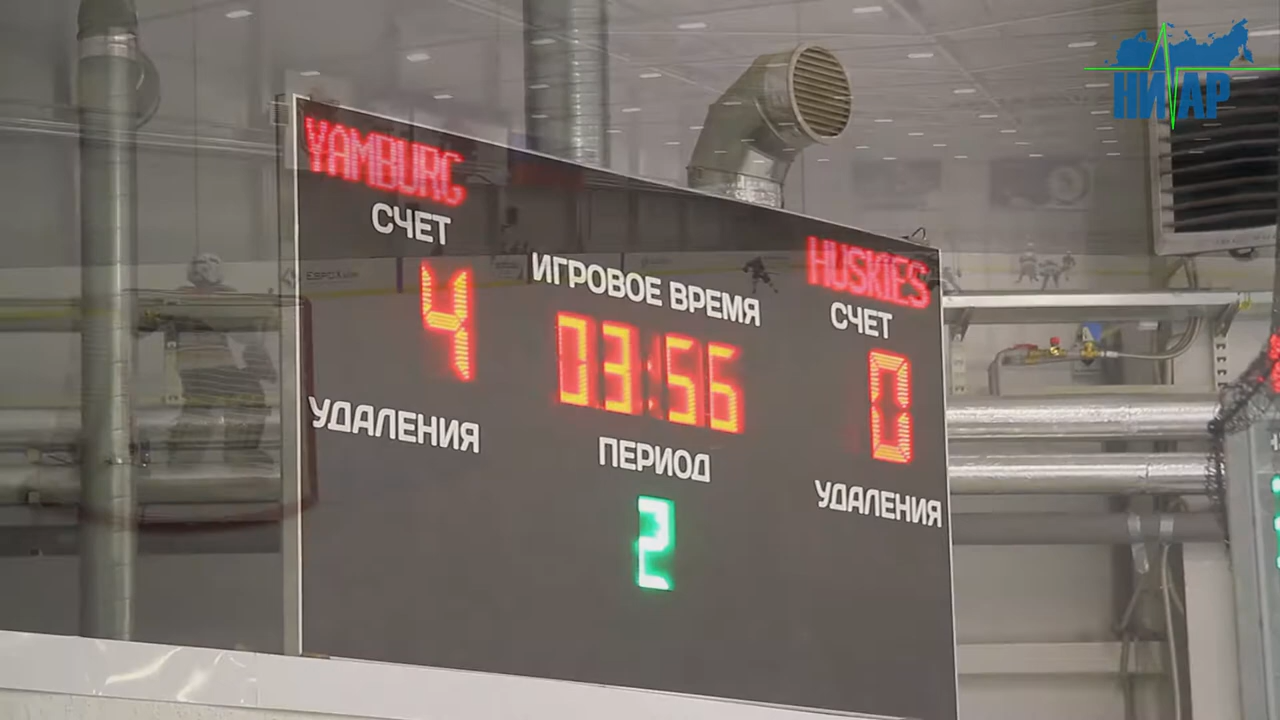 НИАР
YAMBURG
СЧЕТ
4
УДАЛЕНИЯ
ИГРОВОЕ ВРЕМЯ
03:56
ПЕРИОД
2
HUSKIES
СЧЕТ
0
УДАЛЕНИЯ